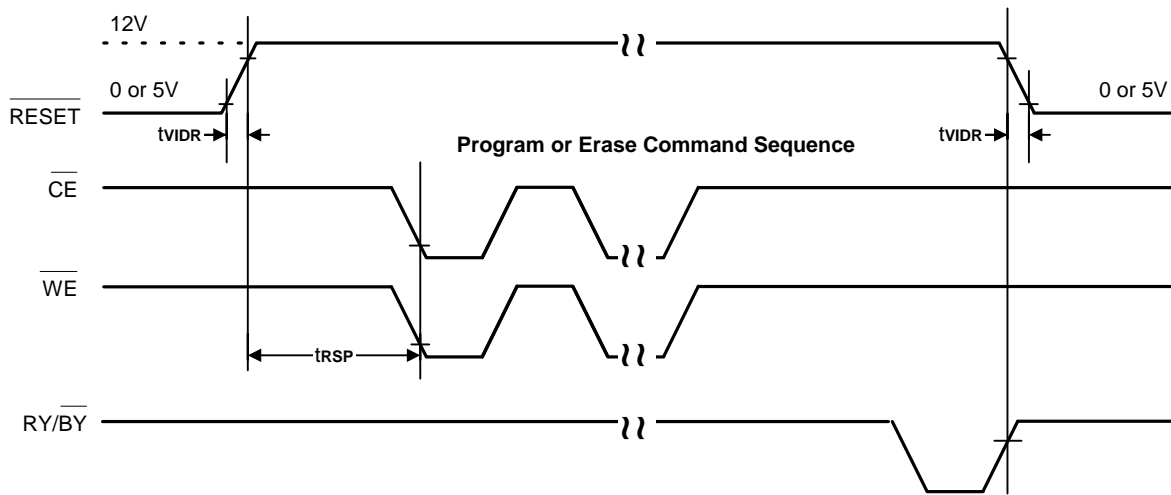 12V
0 or 5V
0 or 5V
RESET
tVIDR
tVIDR
Program or Erase Command Sequence
CE
WE
tRSP
RY/BY